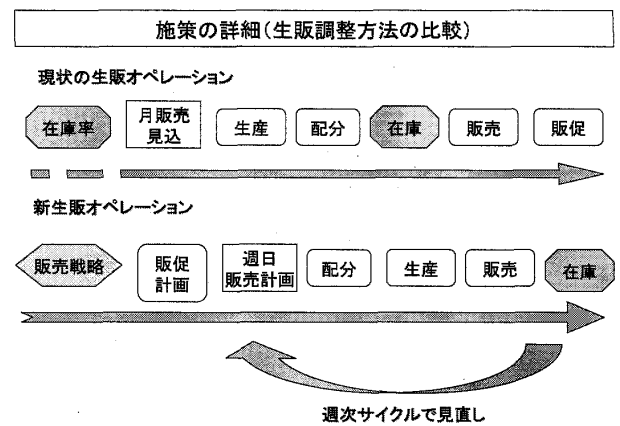 施策の詳細(生販調整方法の比較)
現状の生販オペレーション
在庫率
月販売
見込
生産
配分
在庫
販売
販促
新生販オペレーション
販売戦略
販促
計画
週日
販売計画
配分
生産
販売
在庫
週次サイクルで見直し